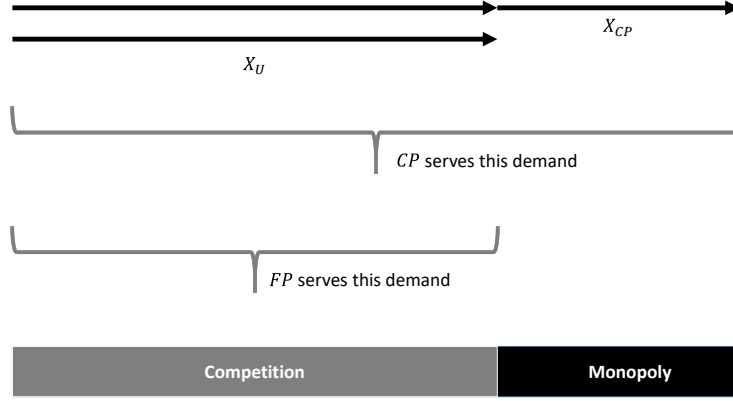 X_CP
X_U
CP serves this demand
FP serves this demand
Competition Monopoly